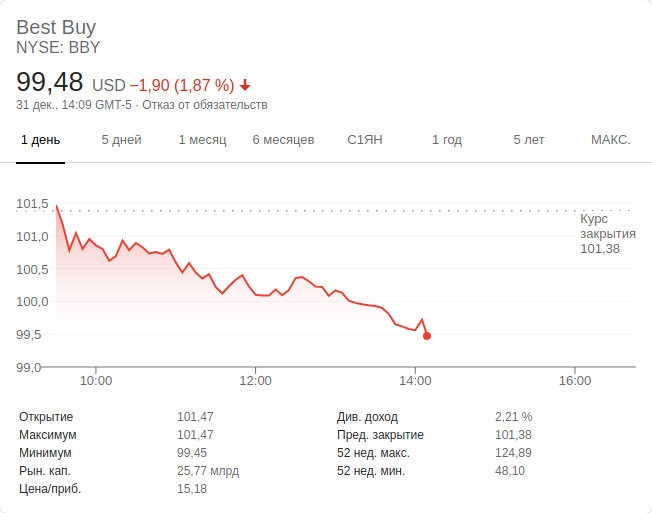 Best Buy
NYSE: BBY
99,48 USD −1,90 (1,87 %)
31 дек., 14:09 GMT-5 · Отказ от обязательств
1 день 5 дней 1 месяц 6 месяцев С1ЯН 1 год 5 лет МАКС.
101,5
101,0
100,5
100,0
99,5
99,0
Курс
закрытия
101,38
10:00 12:00 14:00 16:00
Открытие 101,47
Максимум 101,47
Минимум 99,45
Рын. кап. 25,77 млрд
Цена/приб. 15,18
Див. доход 2,21 %
Пред. закрытие 101,38
52 нед. макс. 124,89
52 нед. мин. 48,10